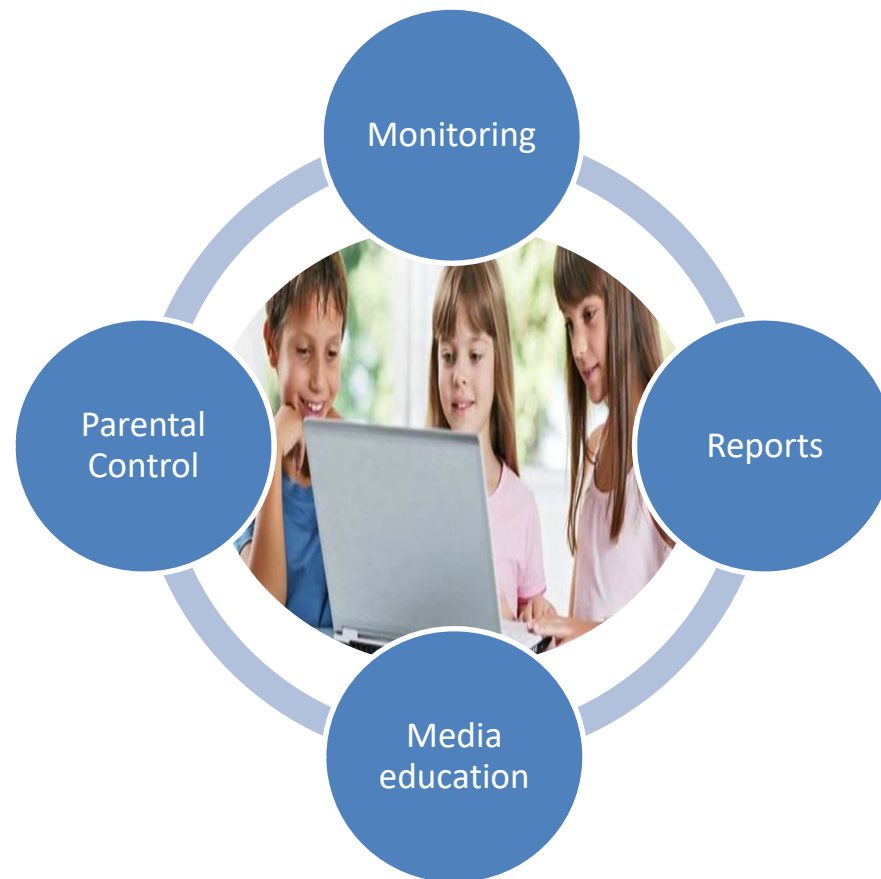 Monitoring
Parental
Control
Reports
Media
education